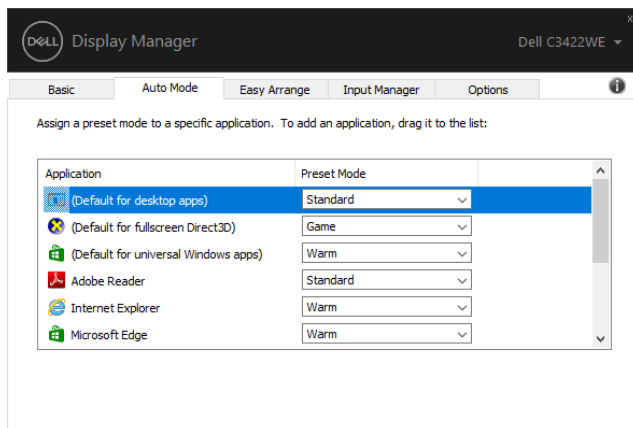 DELL Display Manager Dell C3422WE
Basic Auto Mode Easy Arrange Input Manager Options
Assign a preset mode to a specific application. To add an application, drag it to the list:
Application Preset Mode
(Default for desktop apps) Standard
(Default for fullscreen Direct3D) Game
(Default for universal Windows apps) Warm
Adobe Reader Standard
Internet Explorer Warm
Microsoft Edge Warm